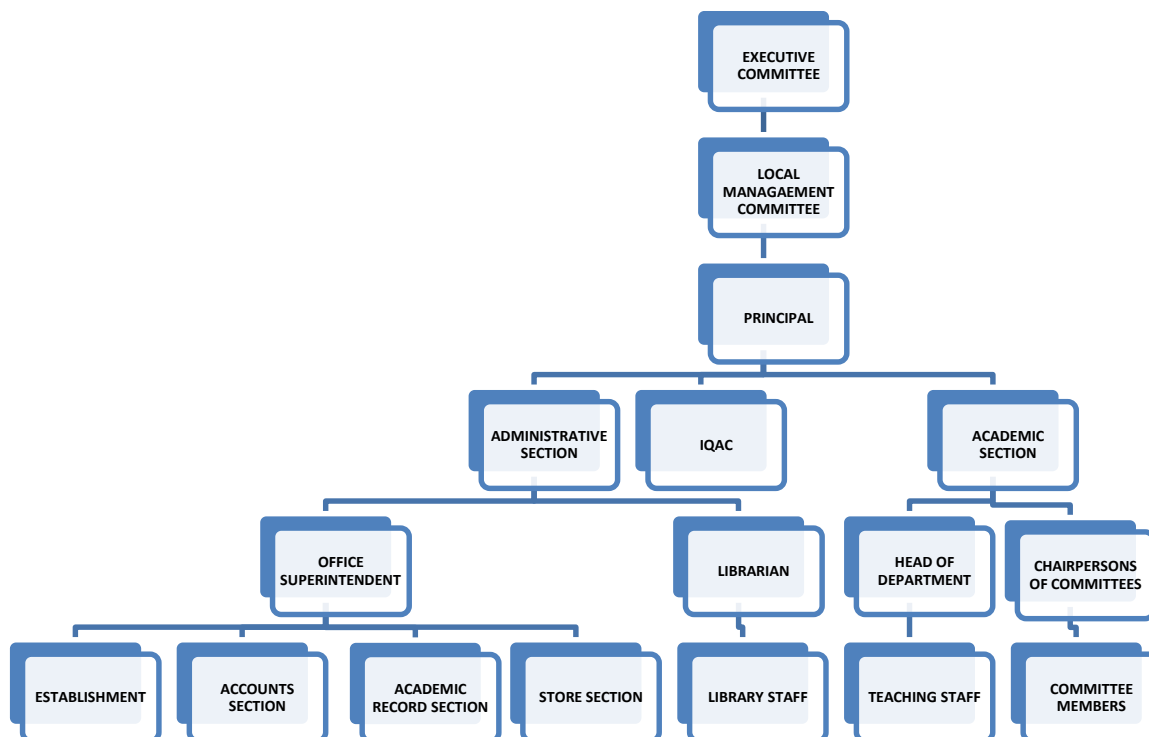 EXECUTIVE
COMMITTEE
LOCAL
MANAGAEMENT
COMMITTEE
PRINCIPAL
ADMINISTRATIVE
SECTION
IQAC
ACADEMIC
SECTION
OFFICE
SUPERINTENDENT
LIBRARIAN
HEAD OF
DEPARTMENT
CHAIRPERSONS
OF COMMITTEES
ESTABLISHMENT
ACCOUNTS
SECTION
ACADEMIC
RECORD SECTION
STORE SECTION
LIBRARY STAFF
TEACHING STAFF
COMMITTEE
MEMBERS